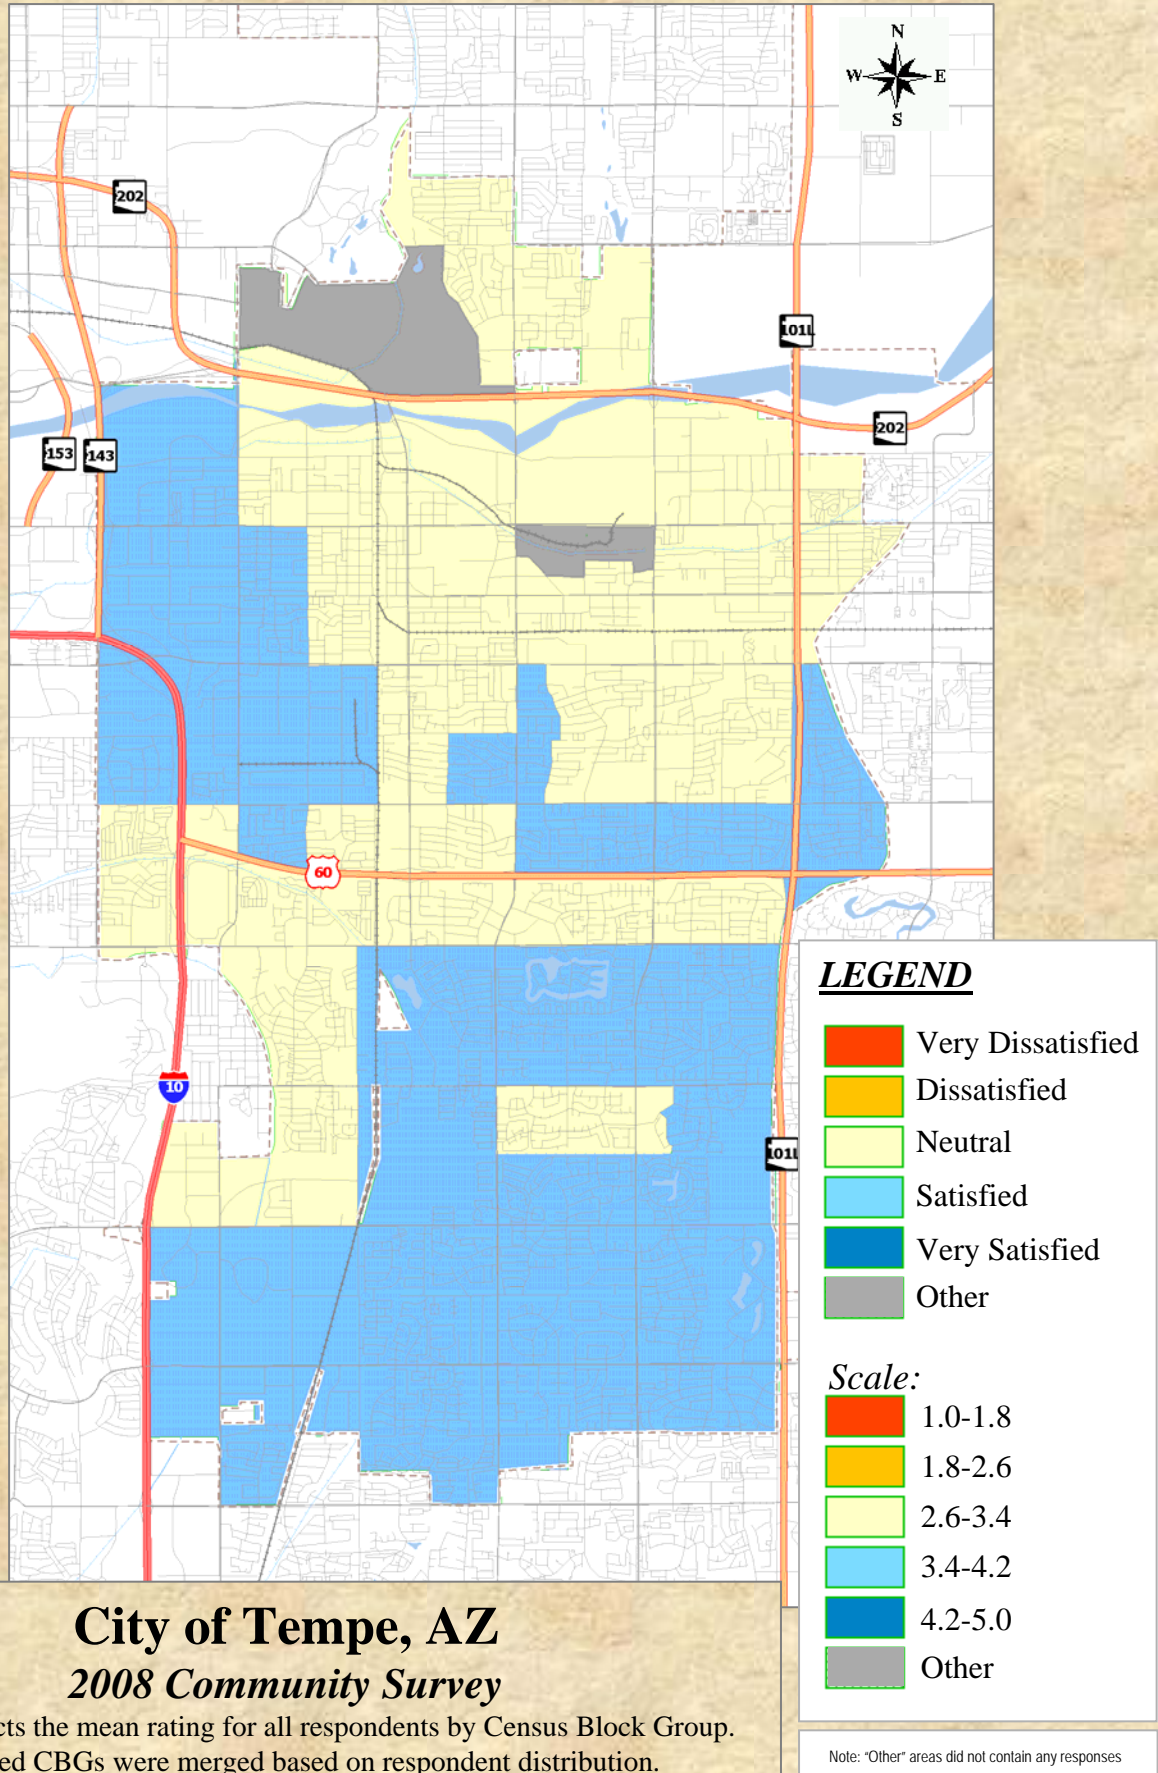 N
W E
S
202
101L
202
153
143
60
10
101L
LEGEND
Very Dissatisfied
Dissatisfied
Neutral
Satisfied
Very Satisfied
Other
Scale:
1.0-1.8
1.8-2.6
2.6-3.4
3.4-4.2
4.2-5.0
Other
City of Tempe, AZ
2008 Community Survey
the mean rating for all respondents by Census Block Group.
CBGs were merged based on respondent distribution.
Note: "Other" areas did not contain any responses